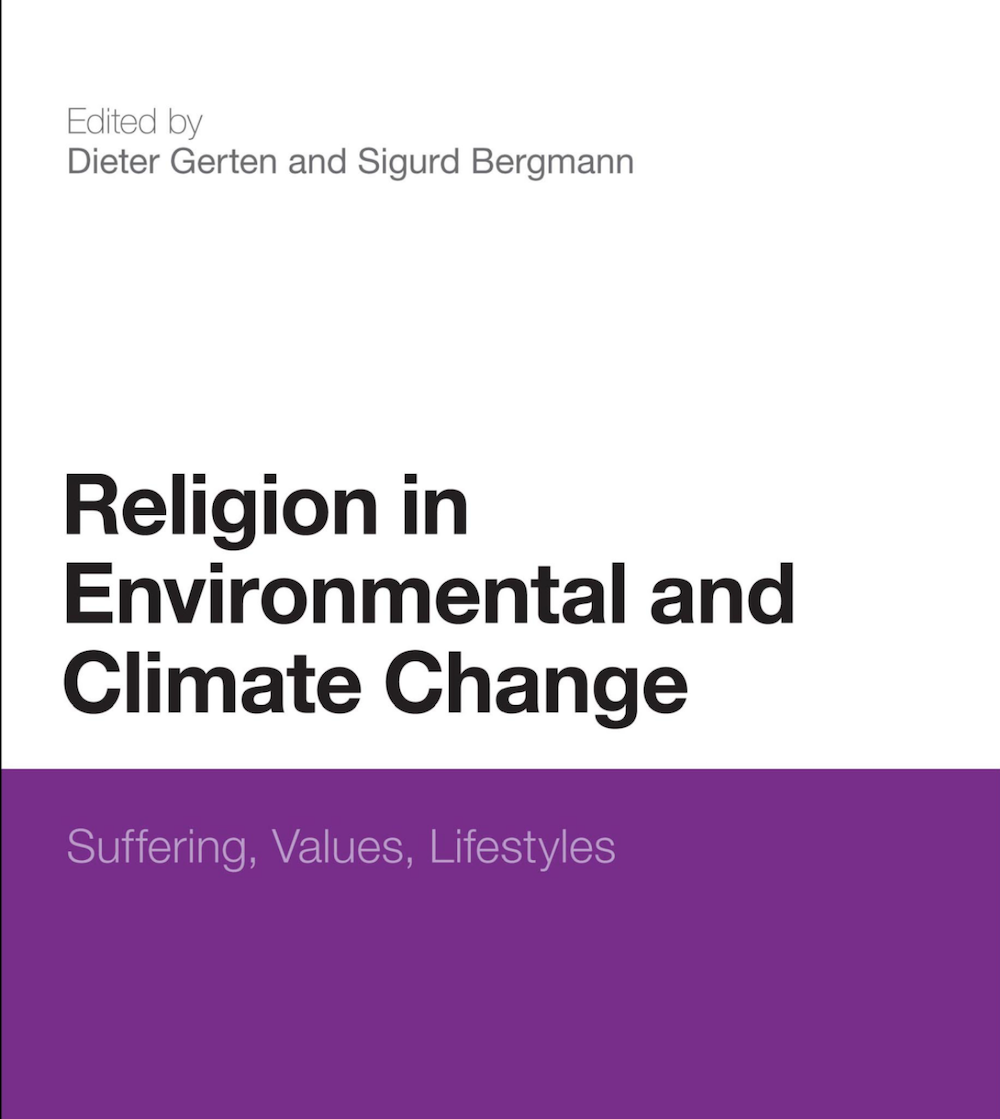 Edited by
Dieter Gerten and Sigurd Bergmann
Religion in
Environmental and
Climate Change
Suffering, Values, Lifestyles